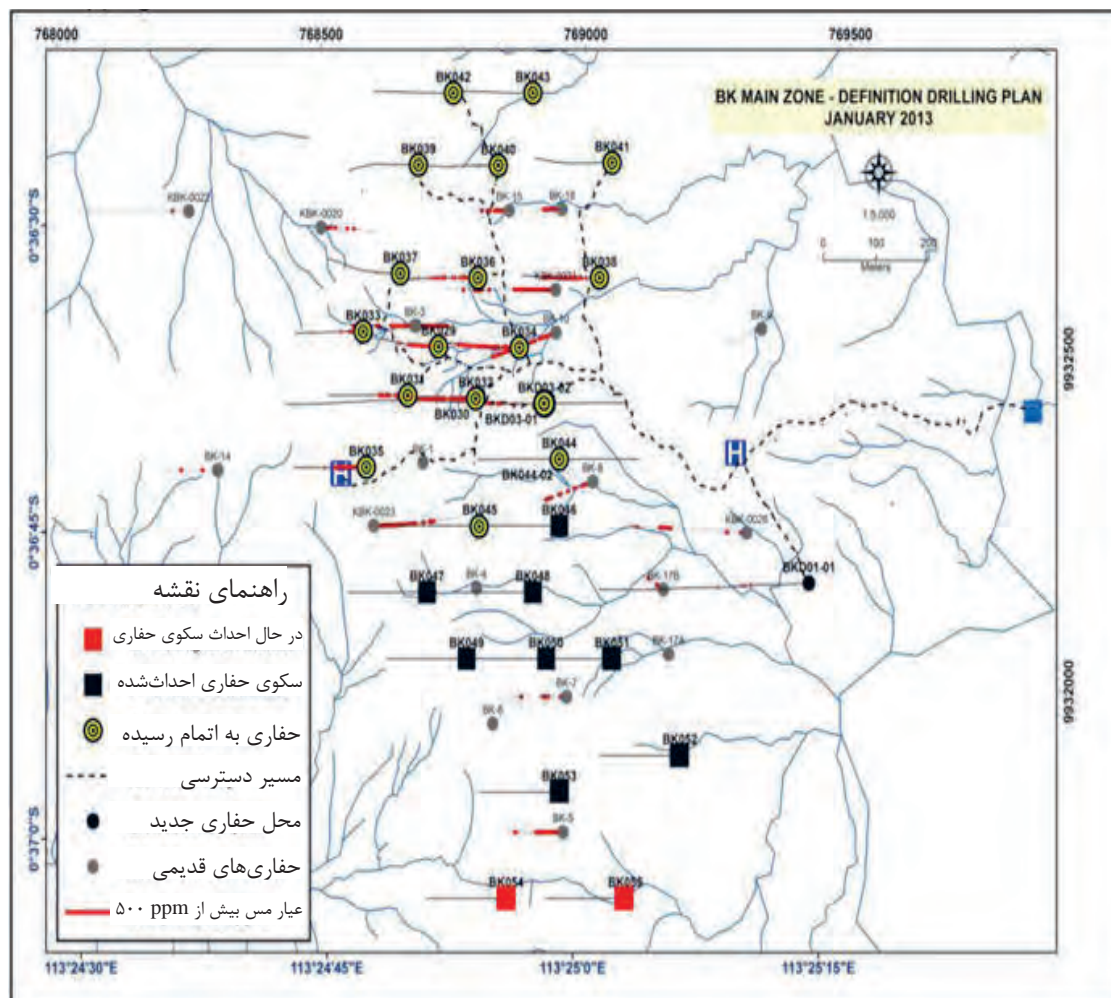 768000 768500 769000 769500
BK MAIN ZONE - DEFINITION DRILLING PLAN
JANUARY 2013
1:5.000
0 100 200
Meters
BK042 BK043
BK039 BK040 BK041
BK-15 BK-18
KBK-0022
KBK-0020
0°36'30"S
BK037 BK036 BK038
BK033 BK-3
BK029 BK034
BK-9
9932500
BK032 BKD03-02
BK030 BKD03-01
BK035 BK-1 BK044
BK-14
BK044-02 BK-8
KBK-0023 BK045 BK046 KBK-0026
0°36'45"S
BK047 BK-4 BK048 BK-17B BKD01-01
BK049 BK050 BK051 BK-17A
BK-7
BK-6
9932000
BK052
BK053
BK-5
0°37'0"S
BK054 BK055
راهنمای نقشه
در حال احداث سکوی حفاری
سکوی حفاری احداث‌شده
حفاری به اتمام رسیده
مسیر دسترسی
محل حفاری جدید
حفاری‌های قدیمی
عیار مس بیش از ۵۰۰ ppm
H
H
113°24'30"E 113°24'45"E 113°25'0"E 113°25'15"E